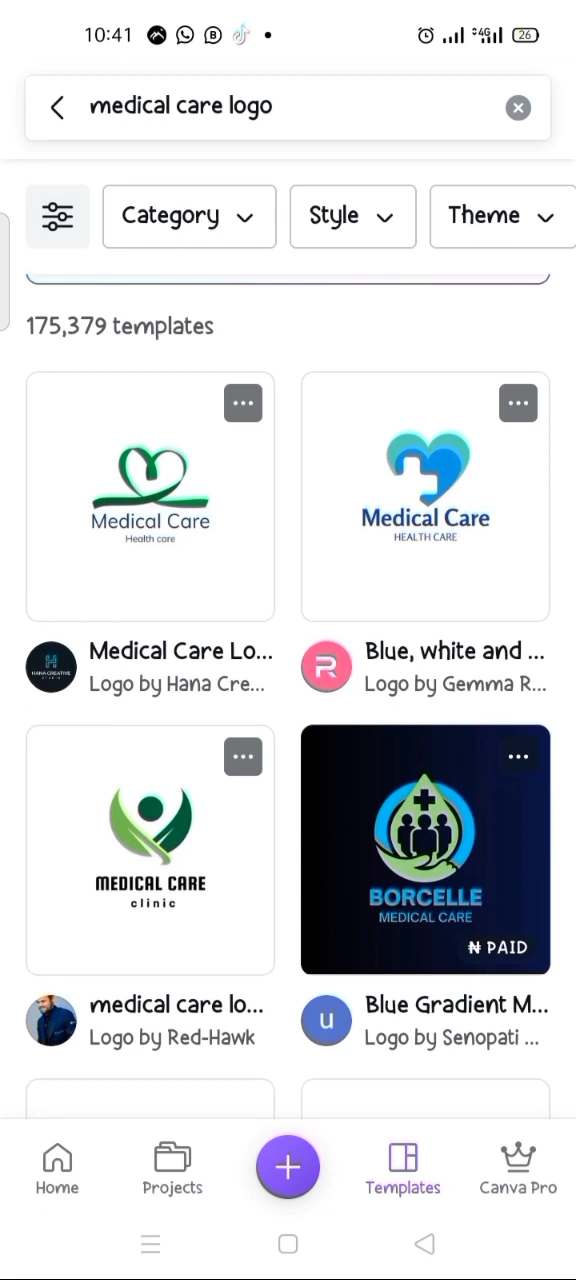 10:41
4G 26
medical care logo
Category Style Theme
175,379 templates
Medical Care
Health care
Medical Care
HEALTH CARE
Medical Care Lo...
Logo by Hana Cre...
Blue, white and ...
Logo by Gemma R...
MEDICAL CARE
clinic
BORCELLE
MEDICAL CARE
₦ PAID
medical care lo...
Logo by Red-Hawk
Blue Gradient M...
Logo by Senopati ...
Home Projects Templates Canva Pro